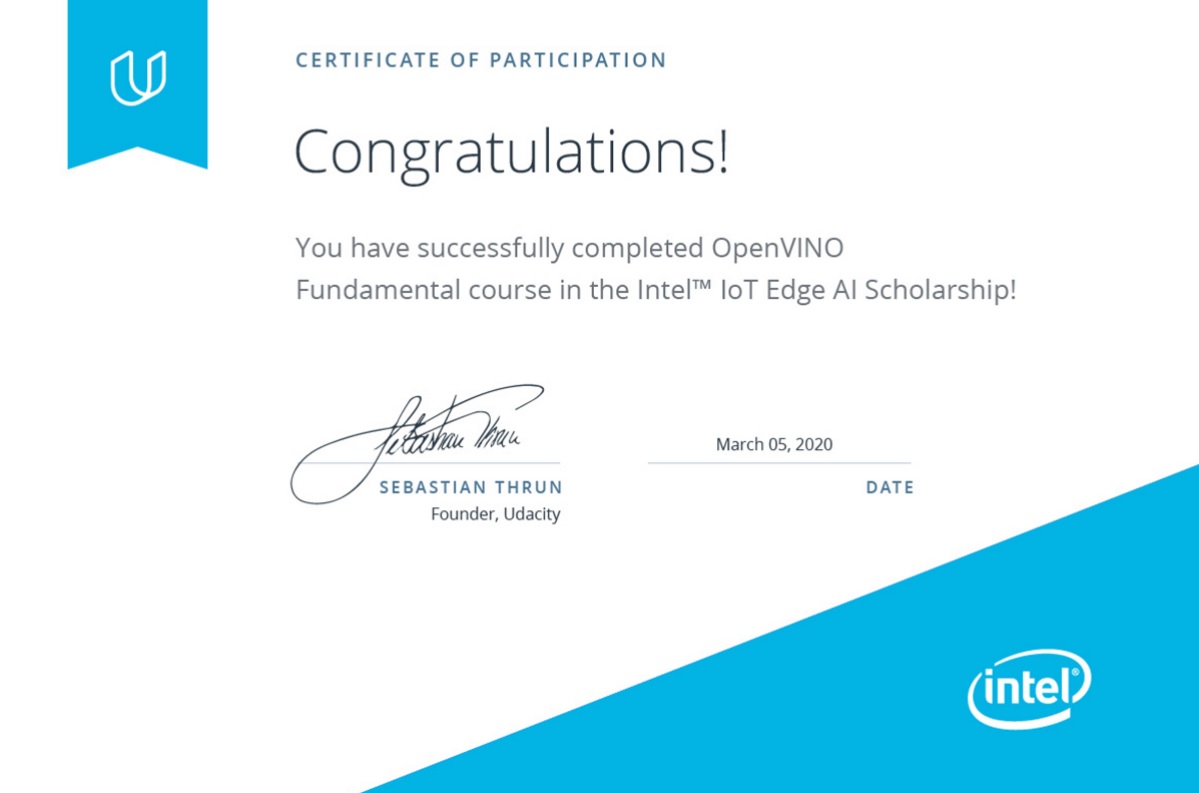 CERTIFICATE OF PARTICIPATION
Congratulations!
You have successfully completed OpenVINO
Fundamental course in the Intel™ IoT Edge AI Scholarship!
Sebastian Thrun
March 05, 2020
SEBASTIAN THRUN
DATE
Founder, Udacity
intel®